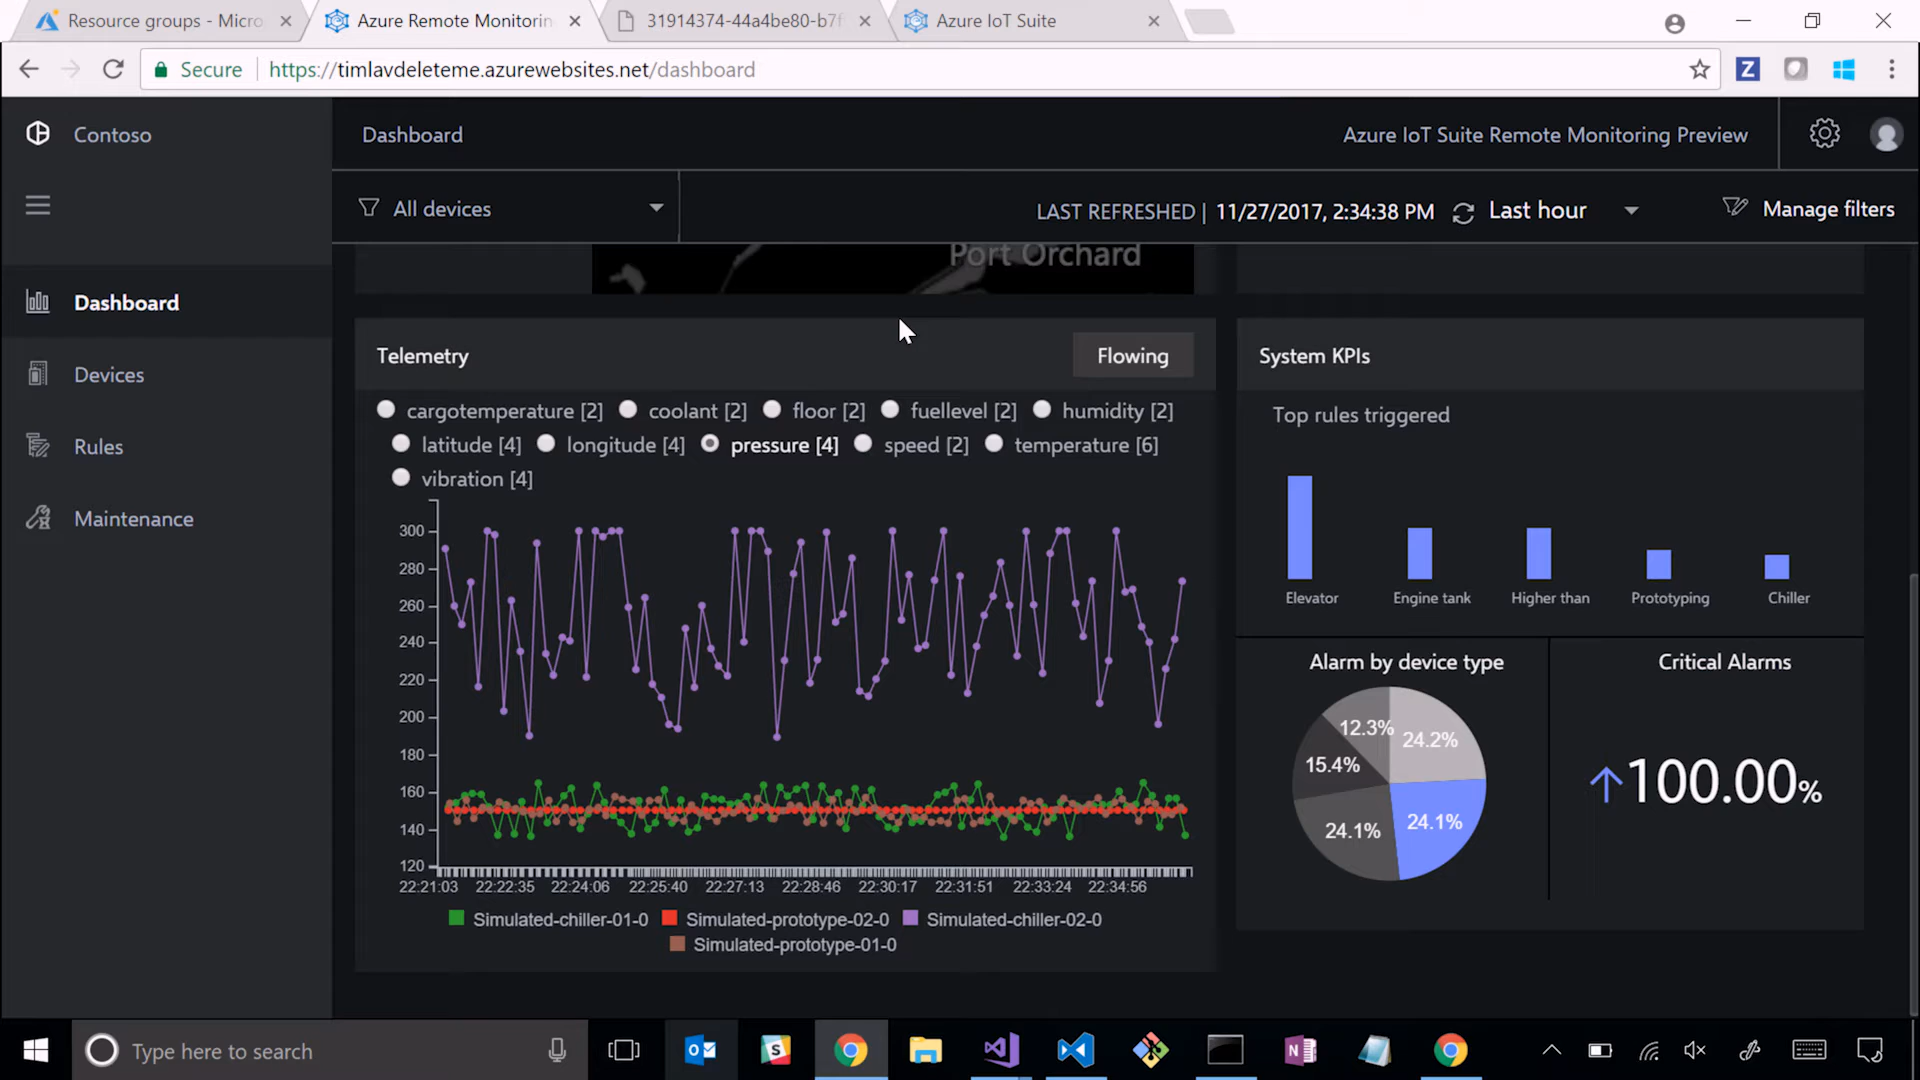 Resource groups - Micro
Azure Remote Monitorin
31914374-44a4be80-b7f
Azure IoT Suite
Secure
https://timlavdeleteme.azurewebsites.net/dashboard
Z
Contoso
Dashboard
Azure IoT Suite Remote Monitoring Preview
All devices
LAST REFRESHED | 11/27/2017, 2:34:38 PM
Last hour
Manage filters
Port Orchard
Dashboard
Devices
Rules
Maintenance
Telemetry
Flowing
cargotemperature [2] coolant [2] floor [2] fuellevel [2] humidity [2]
latitude [4] longitude [4] pressure [4] speed [2] temperature [6]
vibration [4]
300
280
260
240
220
200
180
160
140
120
22:21:03 22:22:35 22:24:06 22:25:40 22:27:13 22:28:46 22:30:17 22:31:51 22:33:24 22:34:56
Simulated-chiller-01-0 Simulated-prototype-02-0 Simulated-chiller-02-0
Simulated-prototype-01-0
System KPIs
Top rules triggered
Elevator Engine tank Higher than Prototyping Chiller
Alarm by device type
12.3%
24.2%
15.4%
24.1%
24.1%
Critical Alarms
100.00%
Type here to search